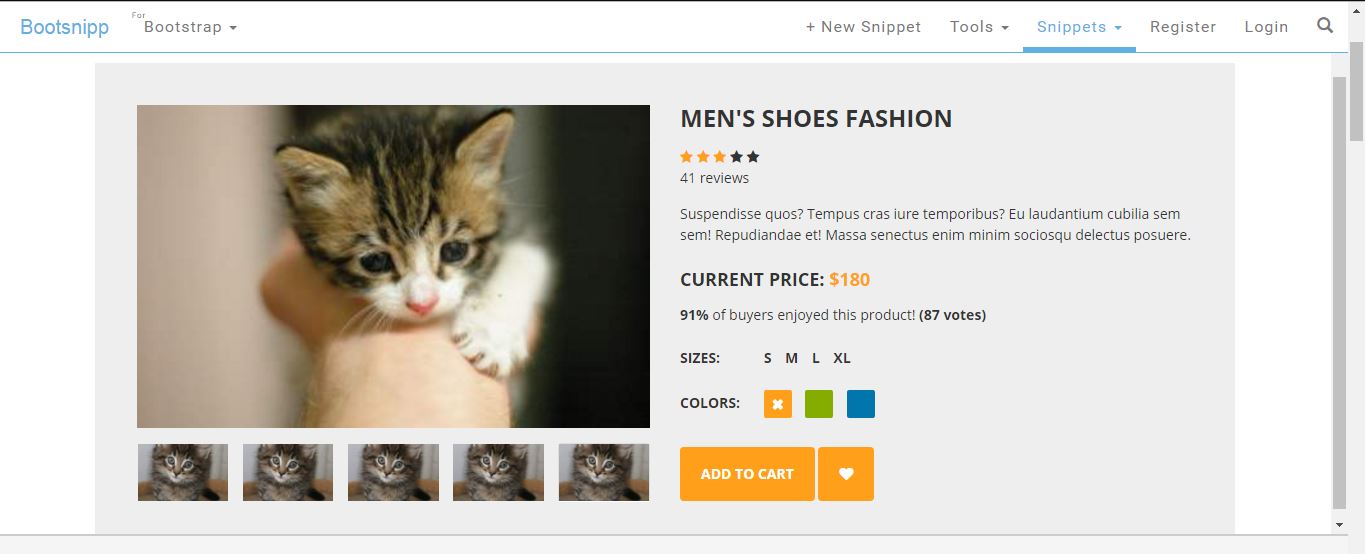 Bootsnipp For Bootstrap + New Snippet Tools Snippets Register Login
MEN'S SHOES FASHION
41 reviews
Suspendisse quos? Tempus cras iure temporibus? Eu laudantium cubilia sem
sem! Repudiandae et! Massa senectus enim minim sociosqu delectus posuere.
CURRENT PRICE: $180
91% of buyers enjoyed this product! (87 votes)
SIZES: S M L XL
COLORS:
ADD TO CART